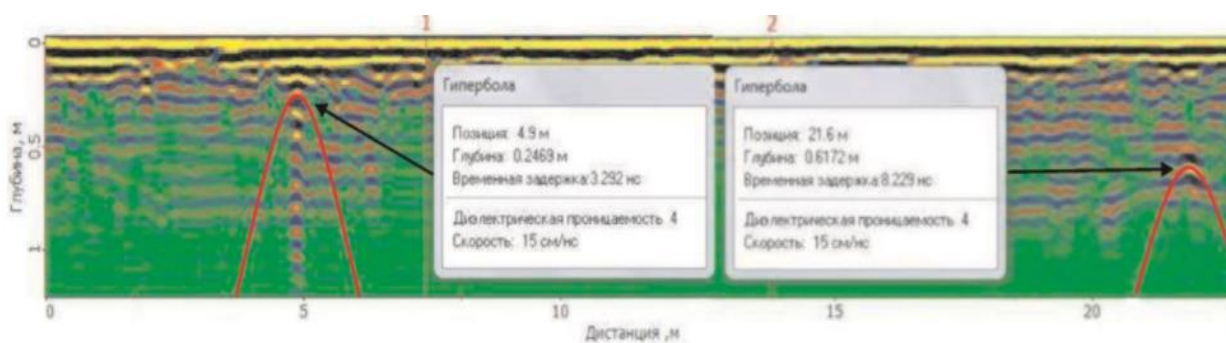 1 2
0
0.5
1
Глубина, м
Гипербола
Позиция: 4.9 м
Глубина: 0.2469 м
Временная задержка:3.292 нс
Диэлектрическая проницаемость 4
Скорость: 15 см/нс
Гипербола
Позиция: 21.6 м
Глубина: 0.6172 м
Временная задержка:8.229 нс
Диэлектрическая проницаемость 4
Скорость: 15 см/нс
0 5 10 15 20
Дистанция ,м